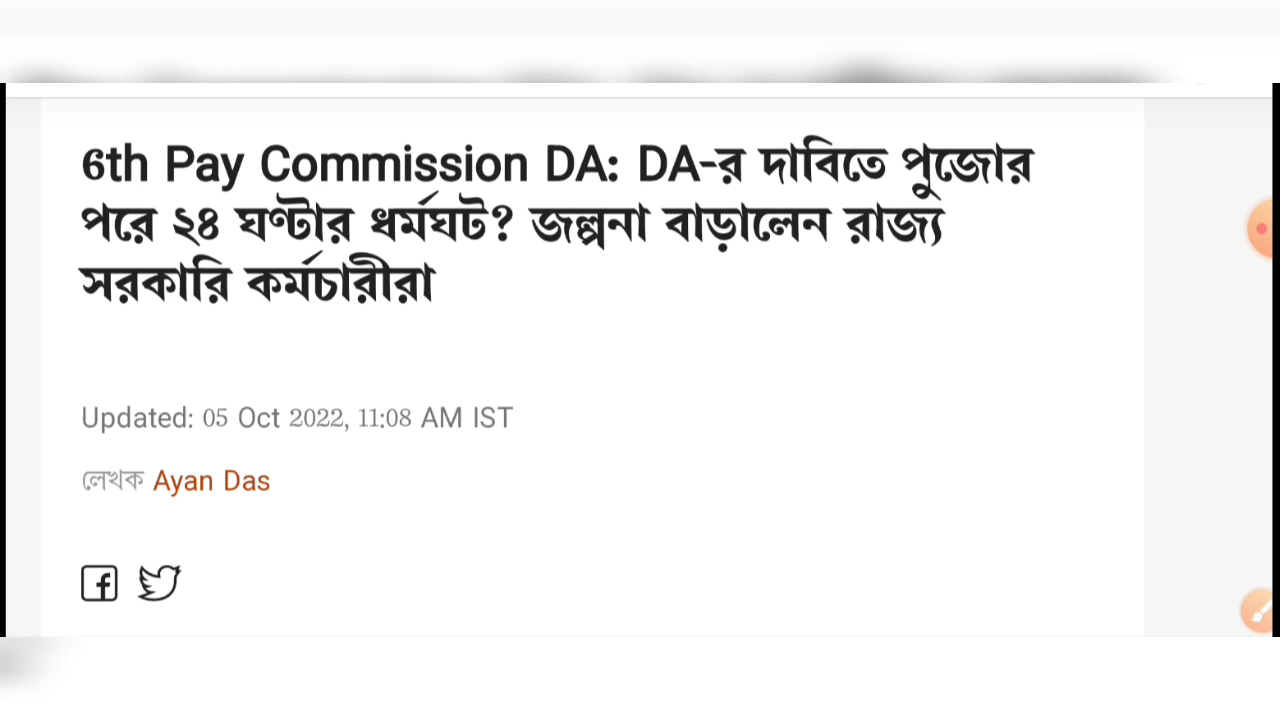 6th Pay Commission DA: DA-র দাবিতে পুজোর
পরে ২৪ ঘণ্টার ধর্মঘট? জল্পনা বাড়ালেন রাজ্য
সরকারি কর্মচারীরা
Updated: 05 Oct 2022, 11:08 AM IST
লেখক Ayan Das